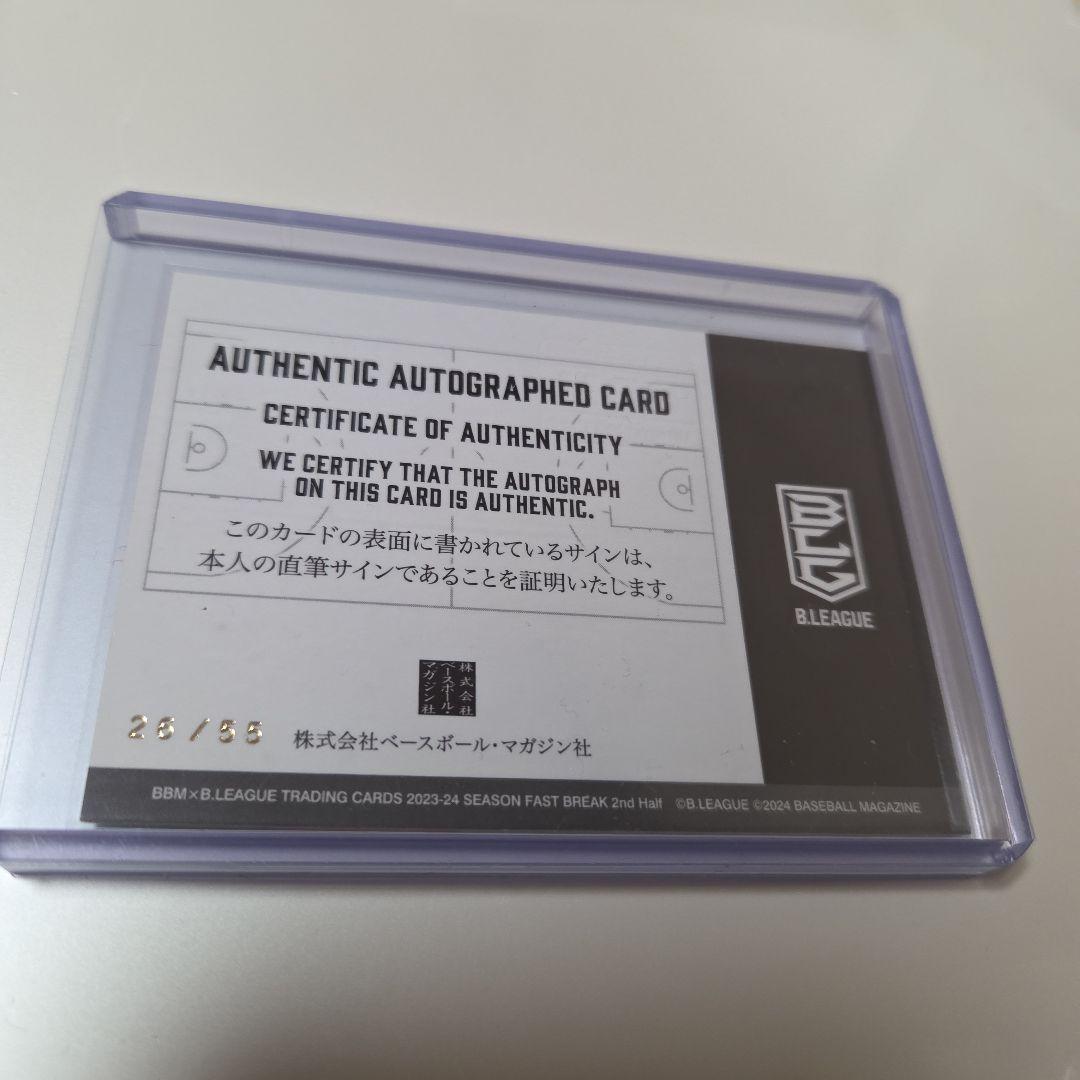 AUTHENTIC AUTOGRAPHED CARD
CERTIFICATE OF AUTHENTICITY
WE CERTIFY THAT THE AUTOGRAPH
ON THIS CARD IS AUTHENTIC.
このカードの表面に書かれているサインは、
本人の直筆サインであることを証明いたします。
B.LEAGUE
株式会社
ベースボール・
マガジン社
26/55
株式会社ベースボール・マガジン社
BBM×B.LEAGUE TRADING CARDS 2023-24 SEASON FAST BREAK 2nd Half ©B.LEAGUE ©2024 BASEBALL MAGAZINE